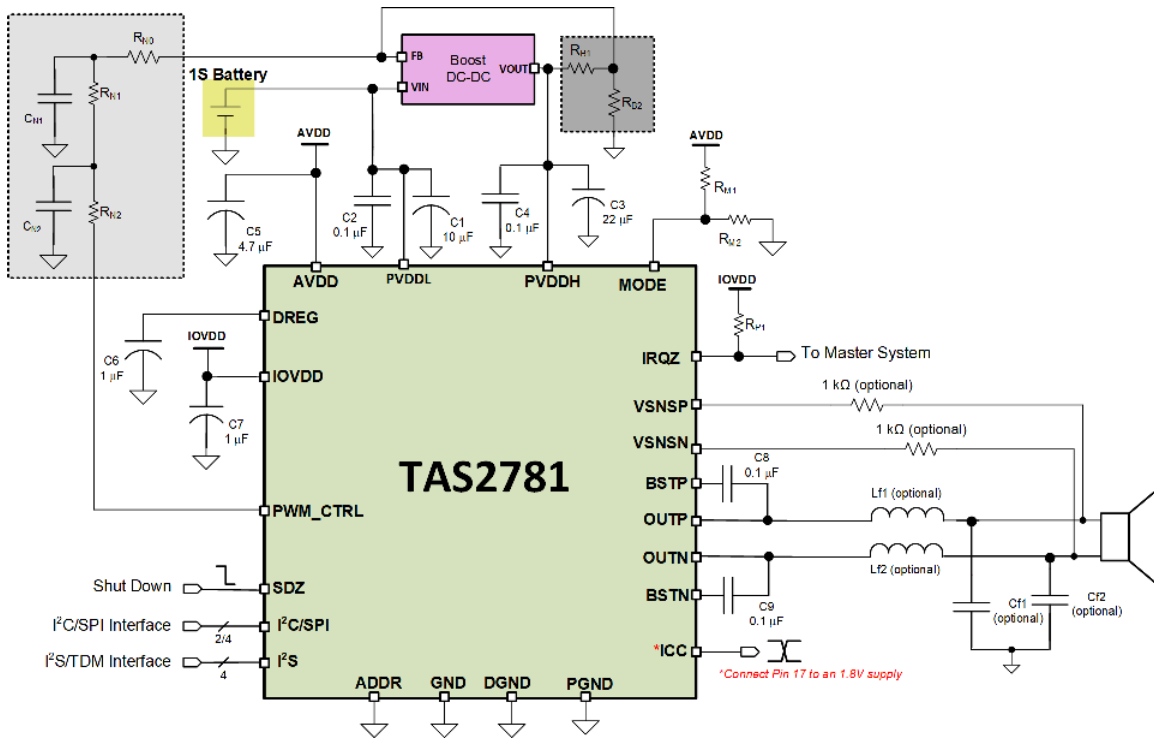 RN0
RN1
CN1
RN2
CN2
1S Battery
FB
VIN
Boost
DC-DC
VOUT
RH1
RB2
AVDD
C5
4.7 µF
C2
0.1 µF
C1
10 µF
C4
0.1 µF
C3
22 µF
AVDD
RM1
RM2
AVDD
PVDDL
PVDDH
MODE
IOVDD
RP1
DREG
C6
1 µF
IOVDD
IOVDD
C7
1 µF
IRQZ
To Master System
VSNSP
1 kΩ (optional)
VSNSN
1 kΩ (optional)
TAS2781
BSTP
C8
0.1 µF
PWM_CTRL
OUTP
Lf1 (optional)
OUTN
Lf2 (optional)
BSTN
C9
0.1 µF
Cf1
(optional)
Cf2
(optional)
Shut Down
SDZ
I²C/SPI Interface
2/4
I²C/SPI
I²S/TDM Interface
4
I²S
*ICC
*Connect Pin 17 to an 1.8V supply
ADDR
GND
DGND
PGND